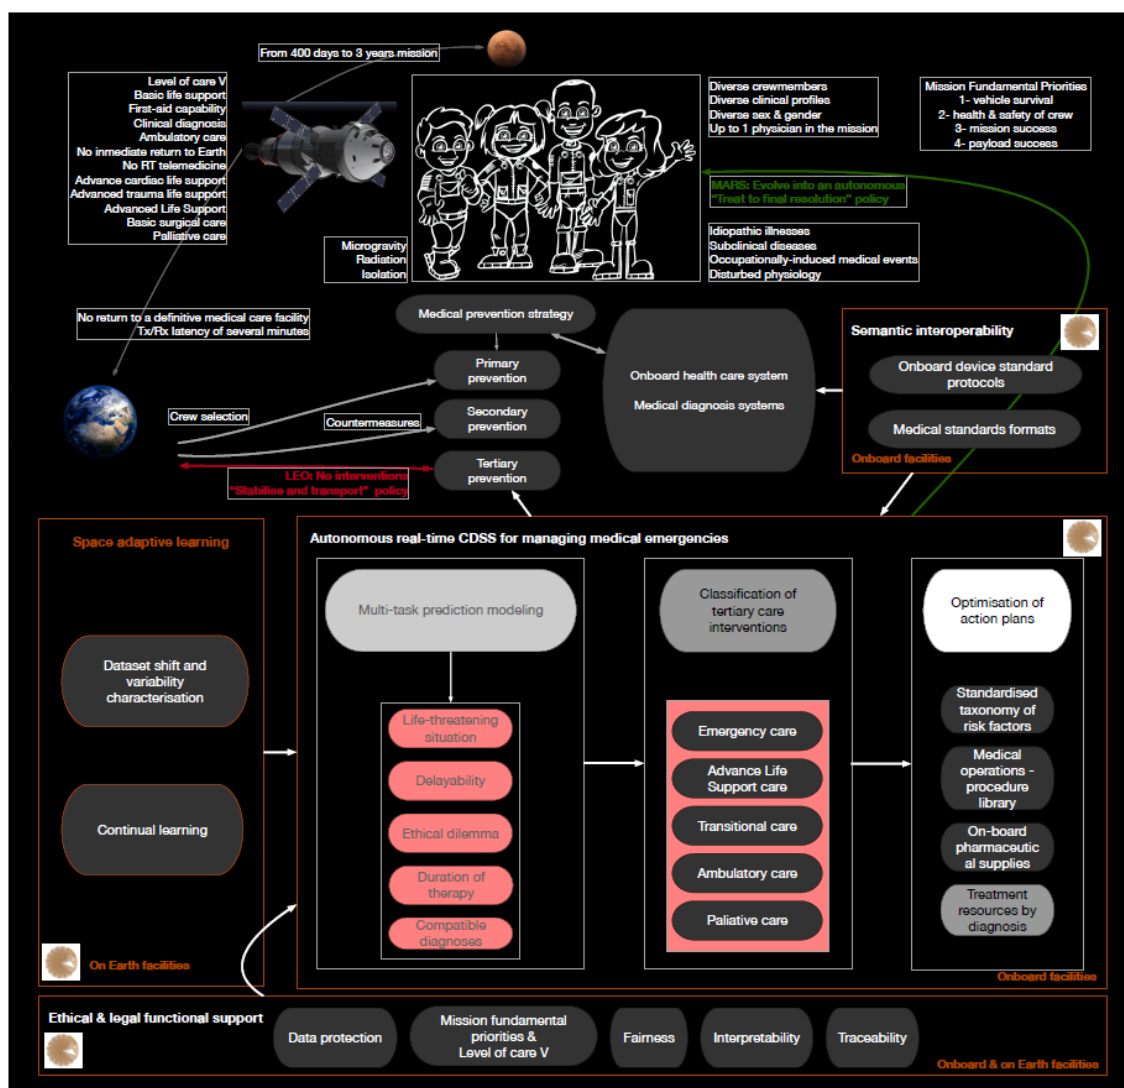 From 400 days to 3 years mission
Level of care V
Basic life support
First-aid capability
Clinical diagnosis
Ambulatory care
No inmediate return to Earth
No RT telemedicine
Advance cardiac life support
Advanced trauma life support
Advanced Life Support
Basic surgical care
Palliative care
Diverse crewmembers
Diverse clinical profiles
Diverse sex & gender
Up to 1 physician in the mission
Mission Fundamental Priorities
1- vehicle survival
2- health & safety of crew
3- mission success
4- payload success
MARS: Evolve into an autonomous
"Treat to final resolution" policy
Microgravity
Radiation
Isolation
Idiopathic illnesses
Subclinical diseases
Occupationally-induced medical events
Disturbed physiology
No return to a definitive medical care facility
Tx/Rx latency of several minutes
Medical prevention strategy
Primary
prevention
Secondary
prevention
Tertiary
prevention
Crew selection
Countermeasures
LEO: No interventions
"Stabilise and transport" policy
Onboard health care system
Medical diagnosis systems
Semantic interoperability
Onboard device standard
protocols
Medical standards formats
Onboard facilities
Space adaptive learning
Dataset shift and
variability
characterisation
Continual learning
On Earth facilities
Autonomous real-time CDSS for managing medical emergencies
Multi-task prediction modeling
Life-threatening
situation
Delayability
Ethical dilemma
Duration of
therapy
Compatible
diagnoses
Classification of
tertiary care
interventions
Emergency care
Advance Life
Support care
Transitional care
Ambulatory care
Paliative care
Optimisation of
action plans
Standardised
taxonomy of
risk factors
Medical
operations -
procedure
library
On-board
pharmaceutic
al supplies
Treatment
resources by
diagnosis
Onboard facilities
Ethical & legal functional support
Data protection
Mission fundamental
priorities &
Level of care V
Fairness
Interpretability
Traceability
Onboard & on Earth facilities